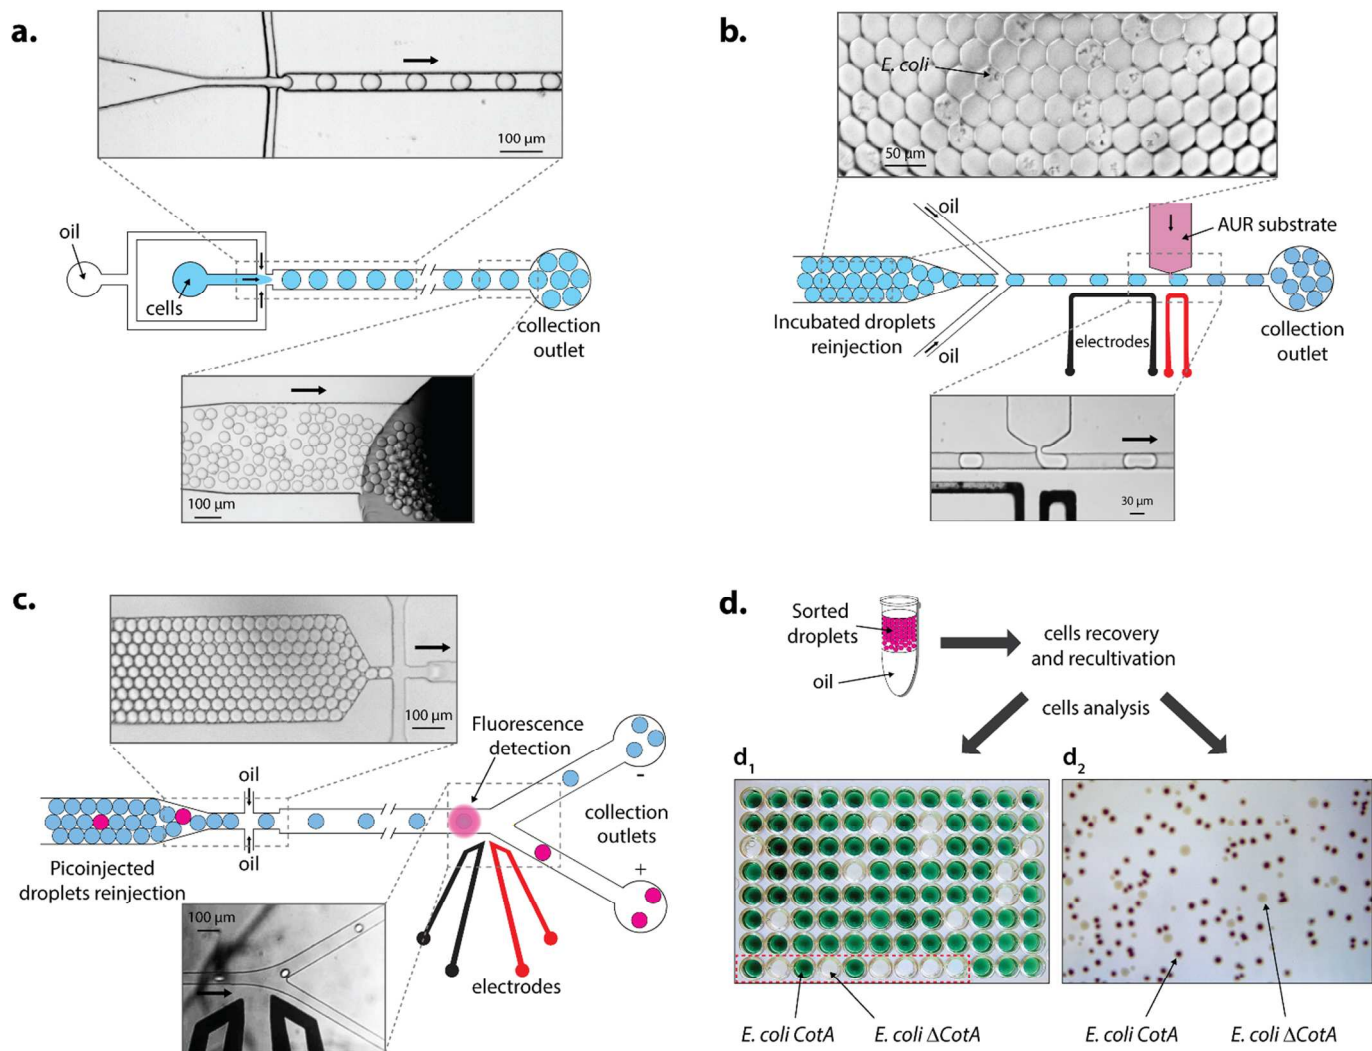 a.
100 µm
oil
cells
collection
outlet
100 µm
b.
E. coli
50 µm
oil
AUR substrate
Incubated droplets
reinjection
oil
electrodes
collection
outlet
30 µm
c.
100 µm
Fluorescence
detection
oil
-
collection
outlets
+
oil
Picoinjected
droplets reinjection
100 µm
electrodes
d.
Sorted
droplets
oil
cells recovery
and recultivation
cells analysis
d1
d2
E. coli CotA
E. coli ΔCotA
E. coli CotA
E. coli ΔCotA